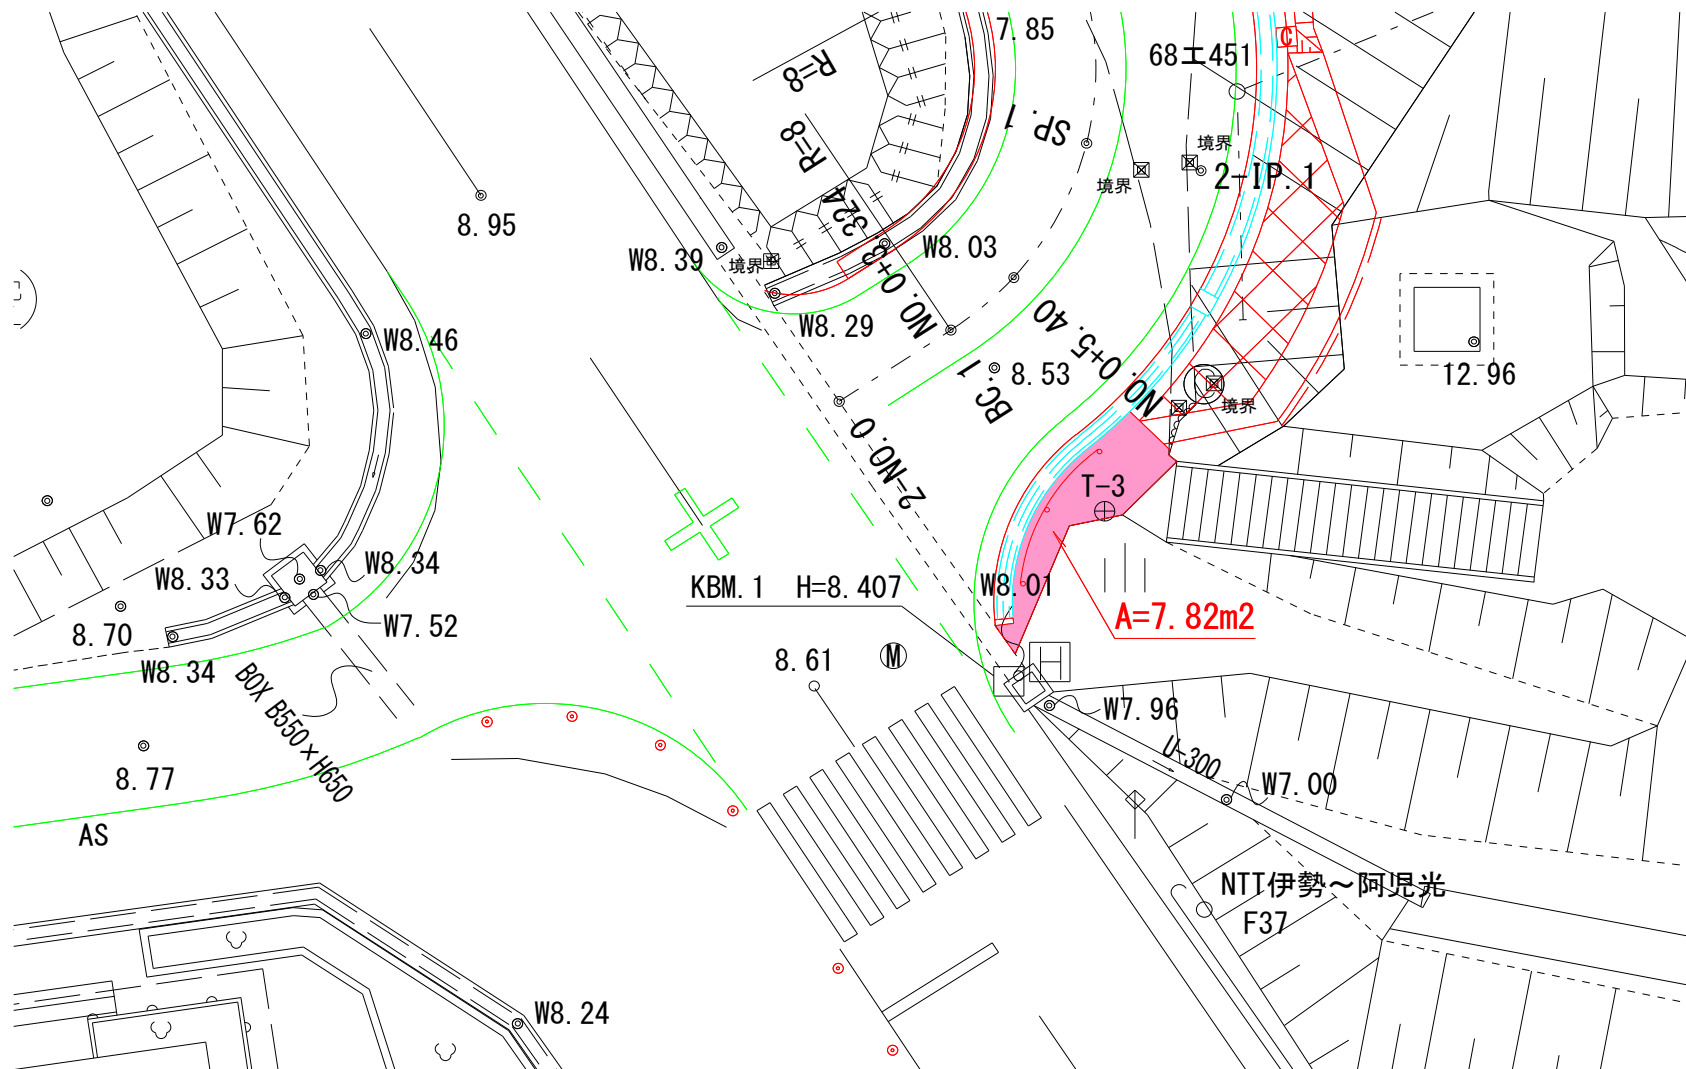 7.85
C
68エ451
R=8
R=8
SP.1
境界
境界
2-IP.1
8.95
W8.39
境界
NO.0+3.324
W8.03
W8.29
W8.46
NO.0+5.40
BC.1
8.53
12.96
境界
2-NO.0
T-3
W7.62
W8.34
W8.33
W7.52
8.70
W8.34
KBM.1 H=8.407
W8.01
A=7.82m2
8.61
M
H
BOX B550×H650
W7.96
U-300
W7.00
8.77
AS
NTT伊勢～阿児光
F37
W8.24